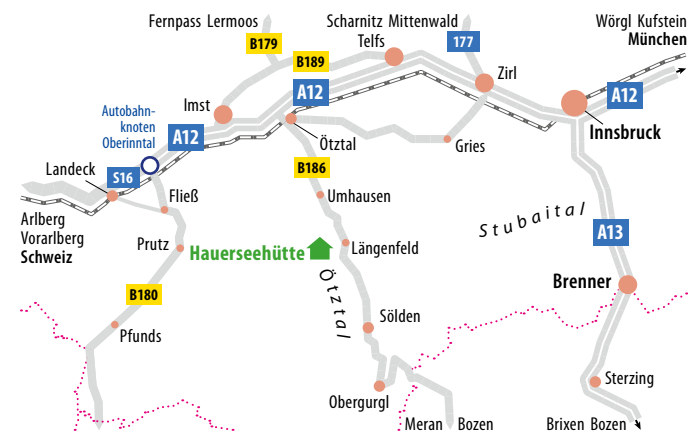 Fernpass Lermoos
Scharnitz Mittenwald
Wörgl Kufstein
München
B179
Telfs
177
B189
Zirl
A12
A12
Imst
Autobahn-
knoten
Oberinntal
A12
Ötztal
Gries
Innsbruck
Landeck
S16
B186
Fließ
Umhausen
Arlberg
Vorarlberg
Schweiz
Stubaital
A13
Prutz
Hauerseehütte
Längenfeld
Ötztal
Brenner
B180
Sölden
Pfunds
Sterzing
Obergurgl
Meran
Bozen
Brixen Bozen